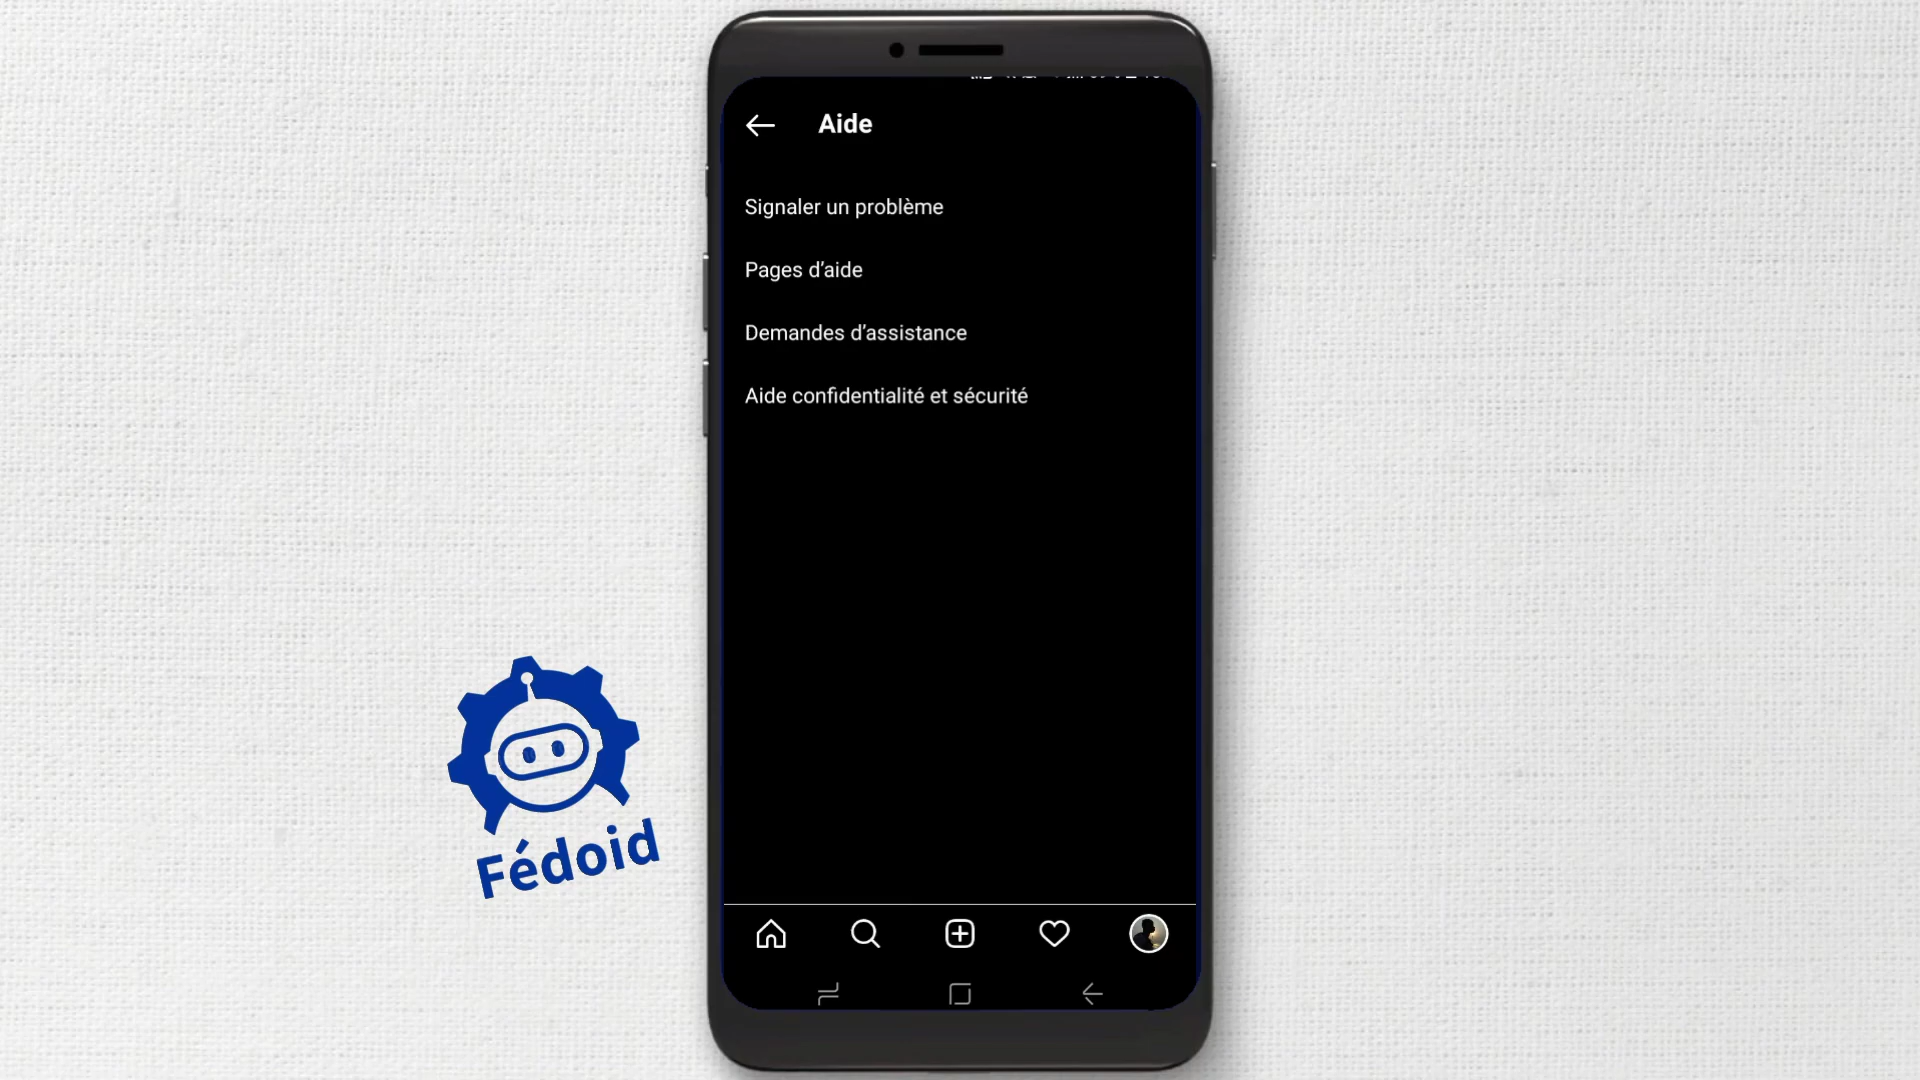 Aide
Signaler un problème
Pages d’aide
Demandes d’assistance
Aide confidentialité et sécurité
Fédoid